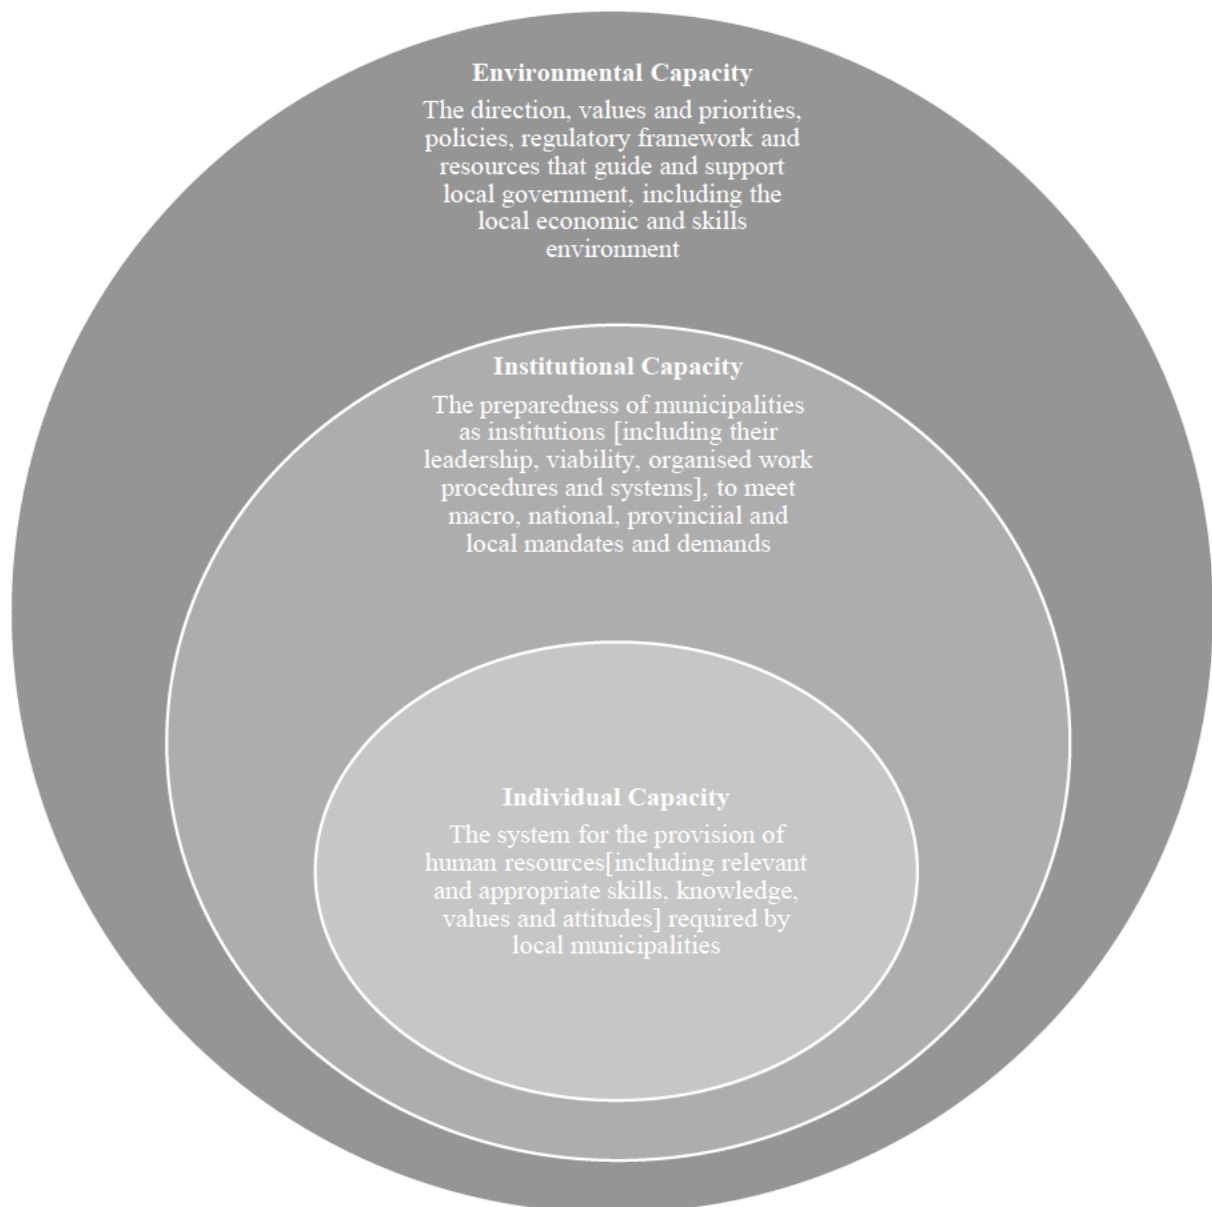 Environmental Capacity
The direction, values and priorities,
policies, regulatory framework and
resources that guide and support
local government, including the
local economic and skills
environment
Institutional Capacity
The preparedness of municipalities
as institutions [including their
leadership, viability, organised work
procedures and systems], to meet
macro, national, provinciial and
local mandates and demands
Individual Capacity
The system for the provision of
human resources[including relevant
and appropriate skills, knowledge,
values and attitudes] required by
local municipalities